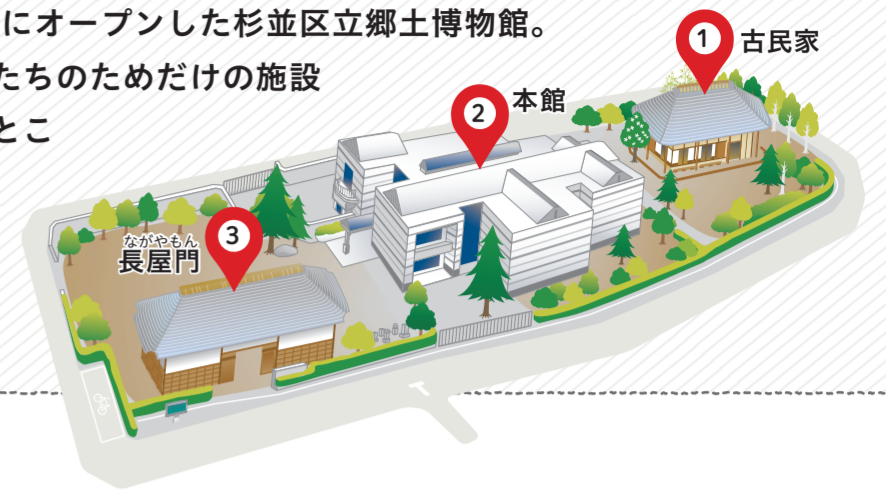 にオープンした杉並区立郷土博物館。
たちのためだけの施設
とこ
1 古民家
2 本館
ながやもん
長屋門 3